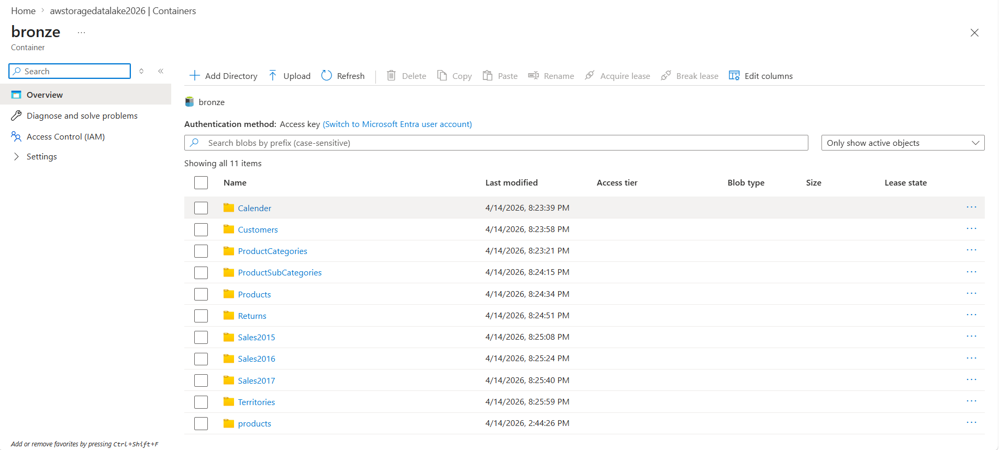 Home > awstoragedatalake2026 | Containers
bronze ...
Container
Search
Overview
Diagnose and solve problems
Access Control (IAM)
Settings
Add or remove favorites by pressing Ctrl+Shift+F
Add Directory Upload Refresh Delete Copy Paste Rename Acquire lease Break lease Edit columns
bronze
Authentication method: Access key (Switch to Microsoft Entra user account)
Search blobs by prefix (case-sensitive) Only show active objects
Showing all 11 items
Name Last modified Access tier Blob type Size Lease state
Calender 4/14/2026, 8:23:39 PM ...
Customers 4/14/2026, 8:23:58 PM ...
ProductCategories 4/14/2026, 8:23:21 PM ...
ProductSubCategories 4/14/2026, 8:24:15 PM ...
Products 4/14/2026, 8:24:34 PM ...
Returns 4/14/2026, 8:24:51 PM ...
Sales2015 4/14/2026, 8:25:08 PM ...
Sales2016 4/14/2026, 8:25:24 PM ...
Sales2017 4/14/2026, 8:25:40 PM ...
Territories 4/14/2026, 8:25:59 PM ...
products 4/14/2026, 2:44:26 PM ...